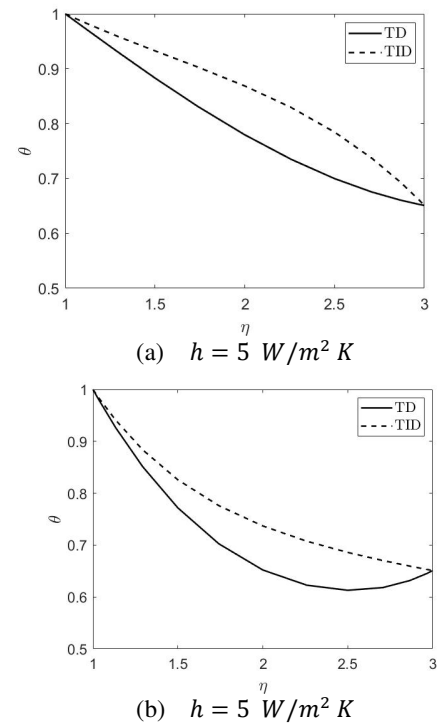 1
0.9
0.8
0.7
0.6
0.5
θ
TD
TID
1 1.5 2 2.5 3
η
(a) h = 5 W/m² K
1
0.9
0.8
0.7
0.6
0.5
θ
TD
TID
1 1.5 2 2.5 3
η
(b) h = 5 W/m² K